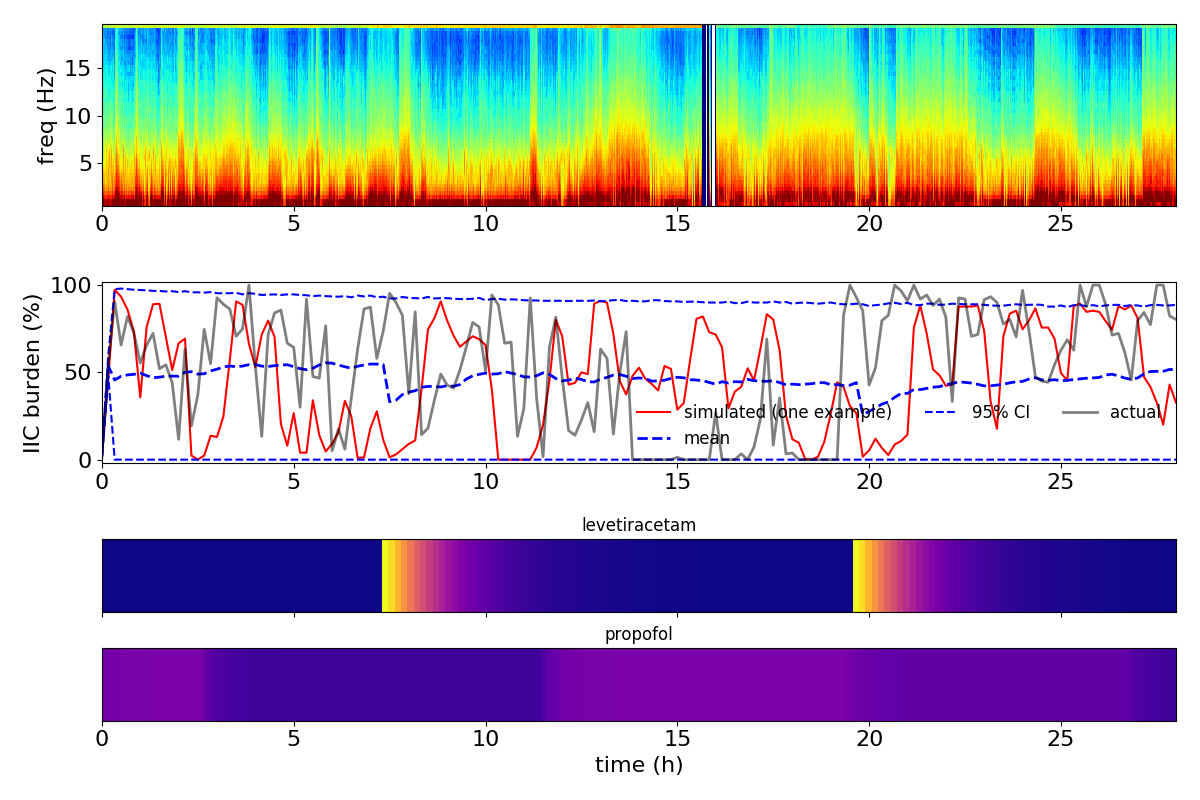 freq (Hz)
15
10
5
0 5 10 15 20 25
IIC burden (%)
100
50
0
simulated (one example) 95% CI actual
mean
0 5 10 15 20 25
levetiracetam
propofol
0 5 10 15 20 25
time (h)